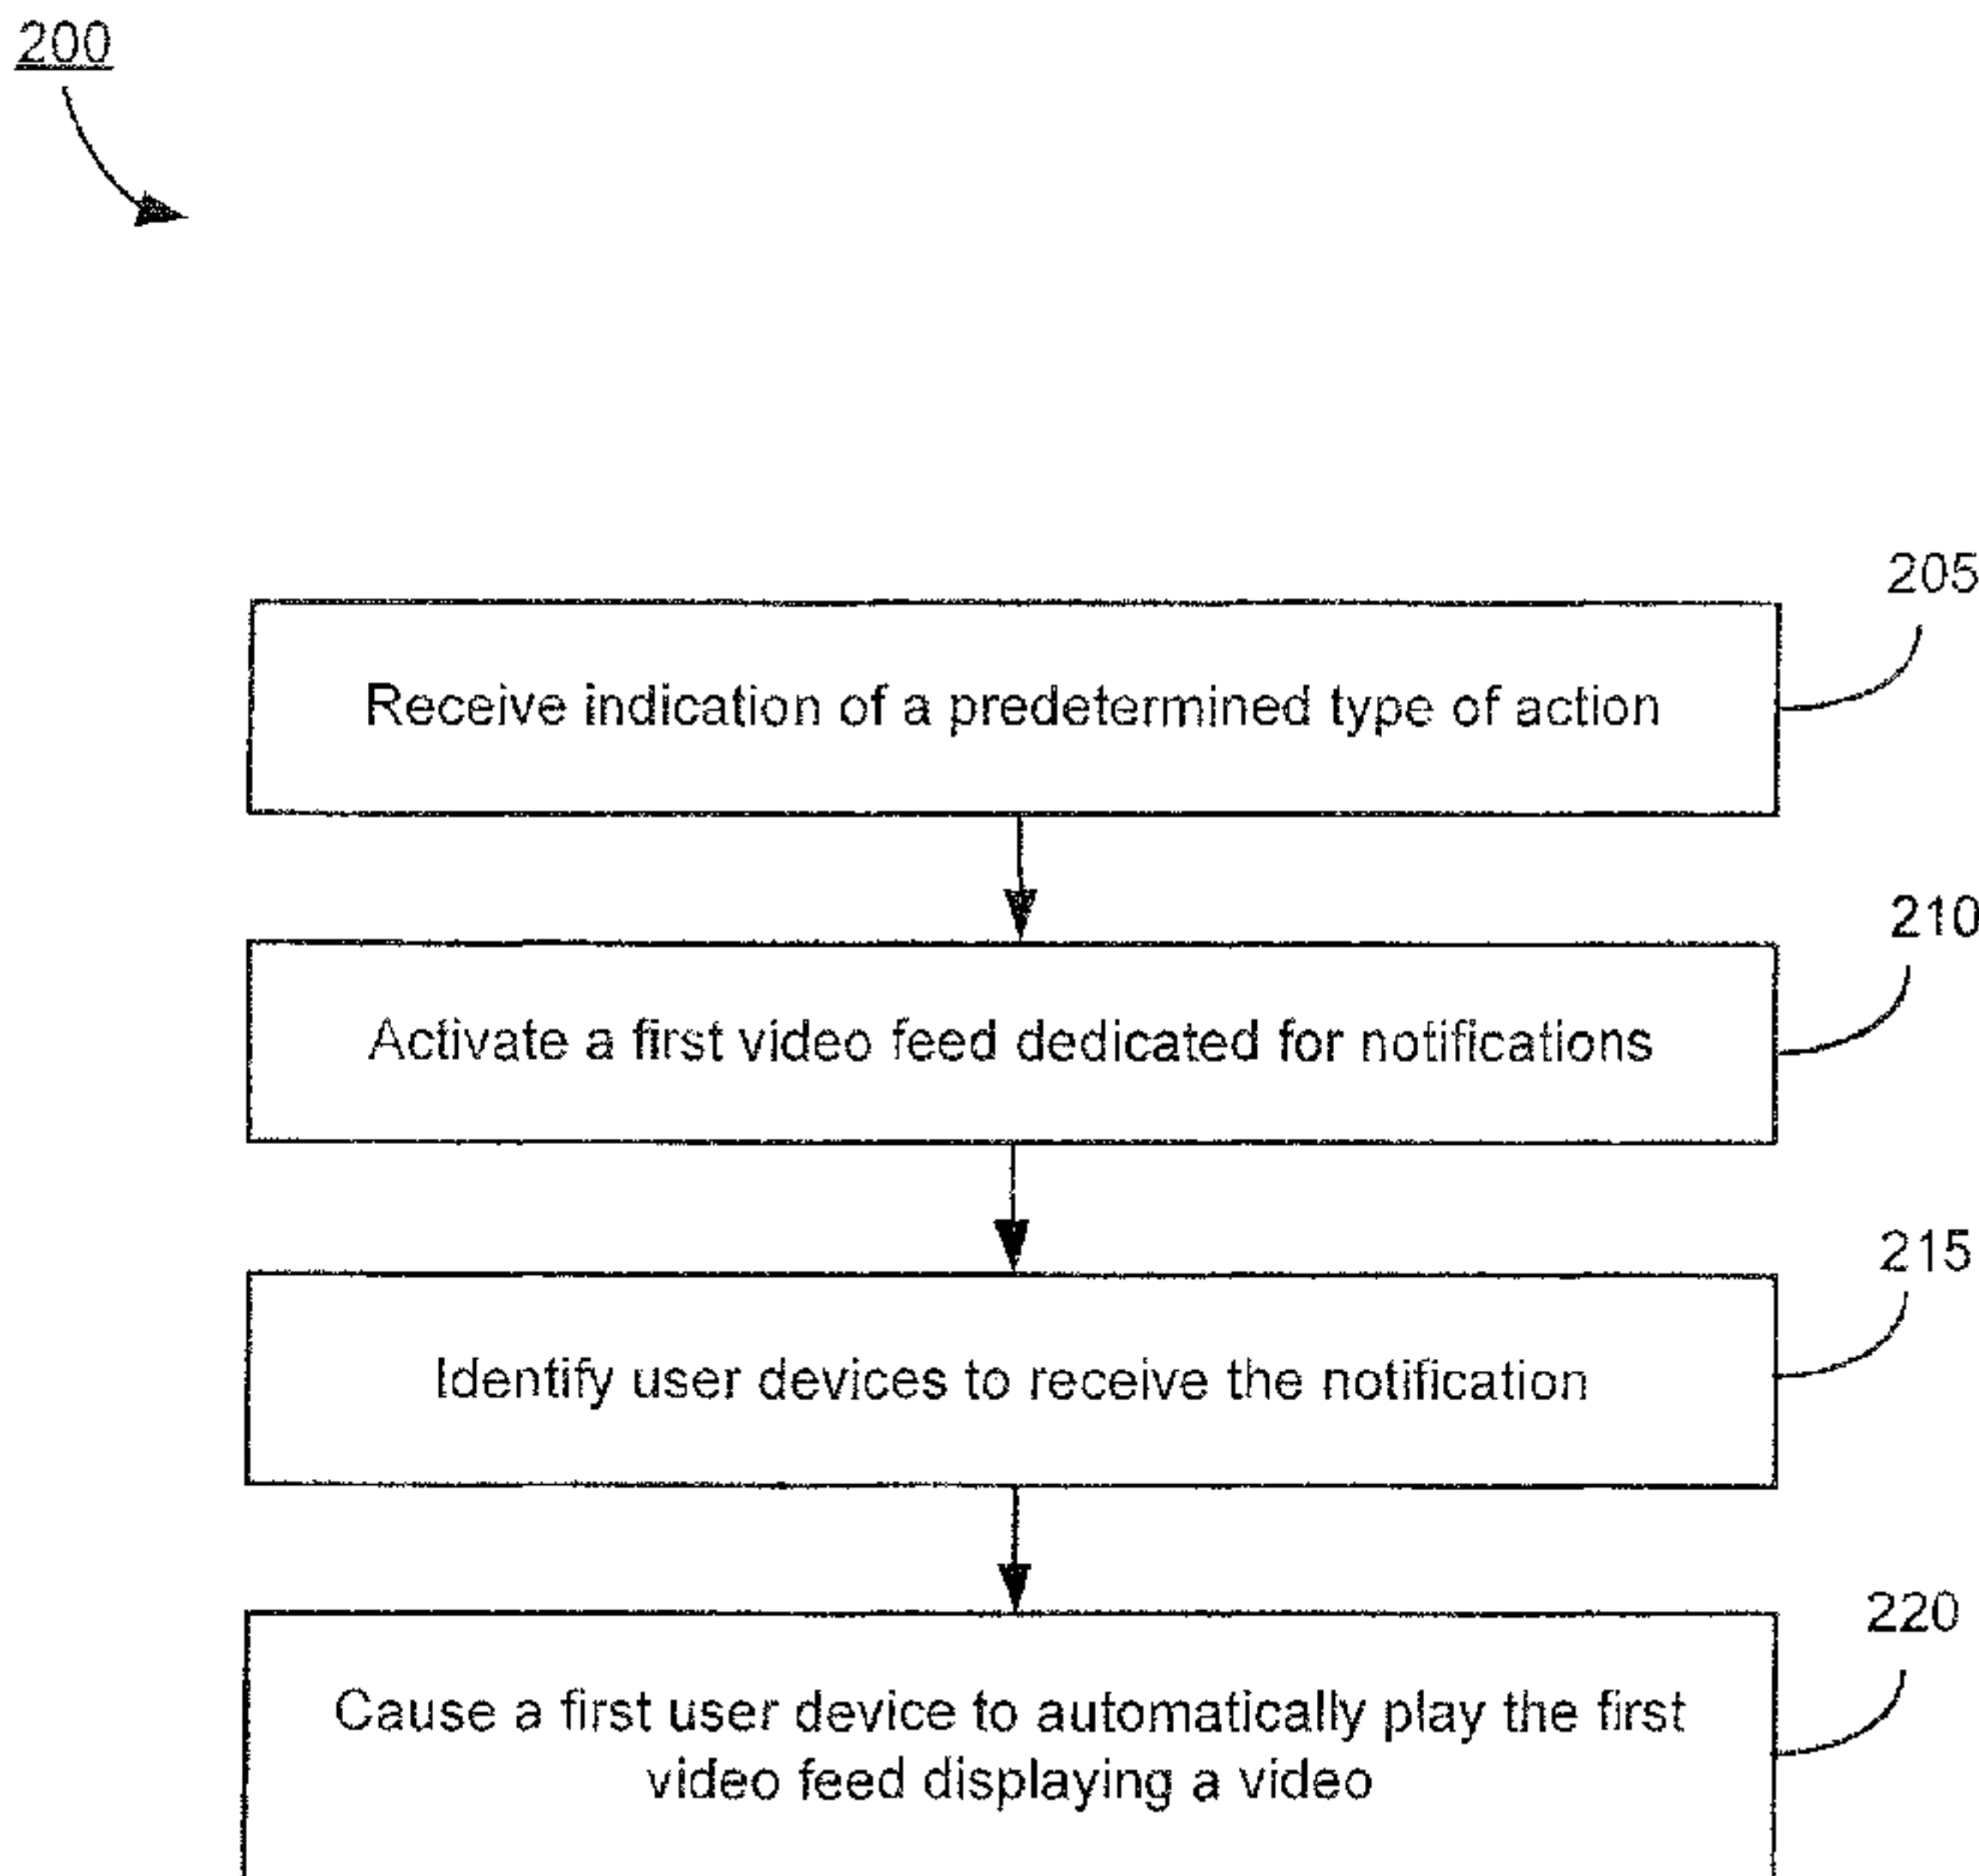 200
205
Receive indication of a predetermined type of action
210
Activate a first video feed dedicated for notifications
215
Identify user devices to receive the notification
220
Cause a first user device to automatically play the first
video feed displaying a video